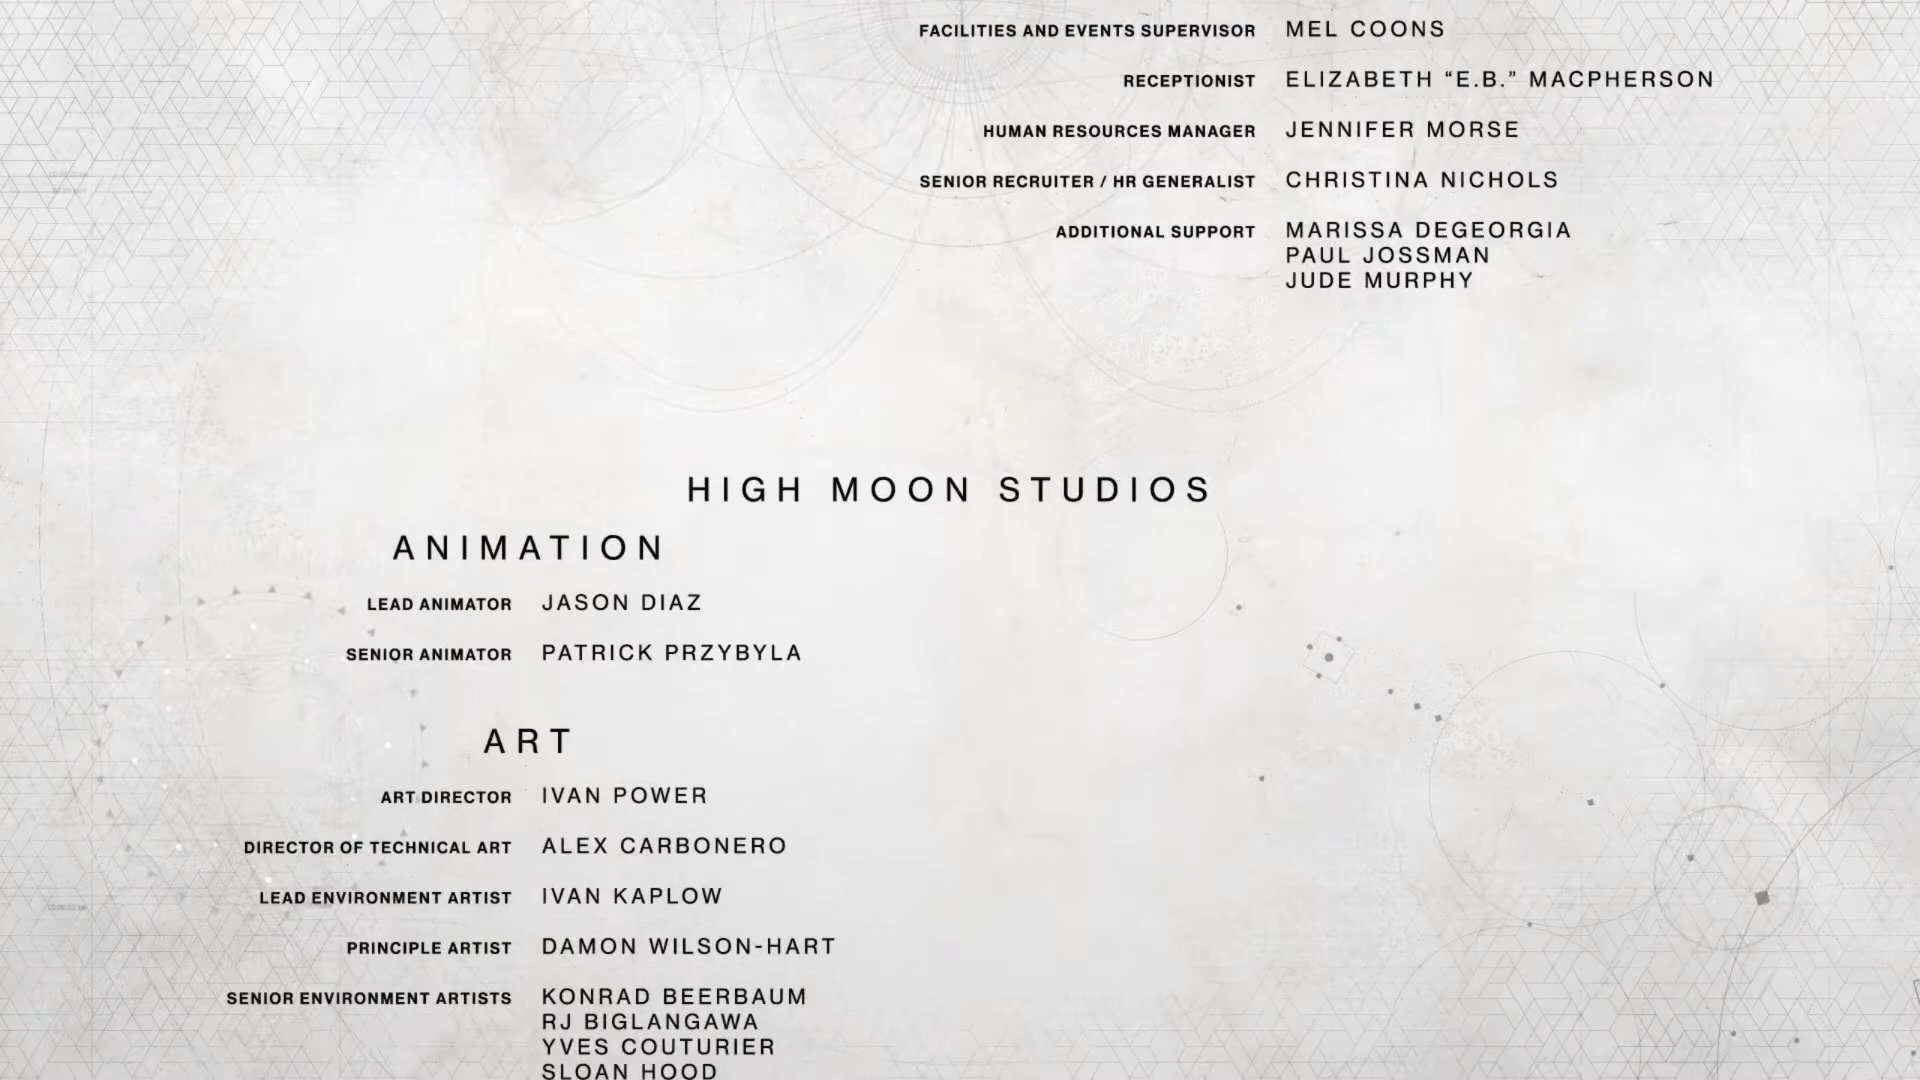 FACILITIES AND EVENTS SUPERVISOR MEL COONS
RECEPTIONIST ELIZABETH “E.B.” MACPHERSON
HUMAN RESOURCES MANAGER JENNIFER MORSE
SENIOR RECRUITER / HR GENERALIST CHRISTINA NICHOLS
ADDITIONAL SUPPORT MARISSA DEGEORGIA
PAUL JOSSMAN
JUDE MURPHY
HIGH MOON STUDIOS
ANIMATION
LEAD ANIMATOR JASON DIAZ
SENIOR ANIMATOR PATRICK PRZYBYLA
ART
ART DIRECTOR IVAN POWER
DIRECTOR OF TECHNICAL ART ALEX CARBONERO
LEAD ENVIRONMENT ARTIST IVAN KAPLOW
PRINCIPLE ARTIST DAMON WILSON-HART
SENIOR ENVIRONMENT ARTISTS KONRAD BEERBAUM
RJ BIGLANGAWA
YVES COUTURIER
SLOAN HOOD